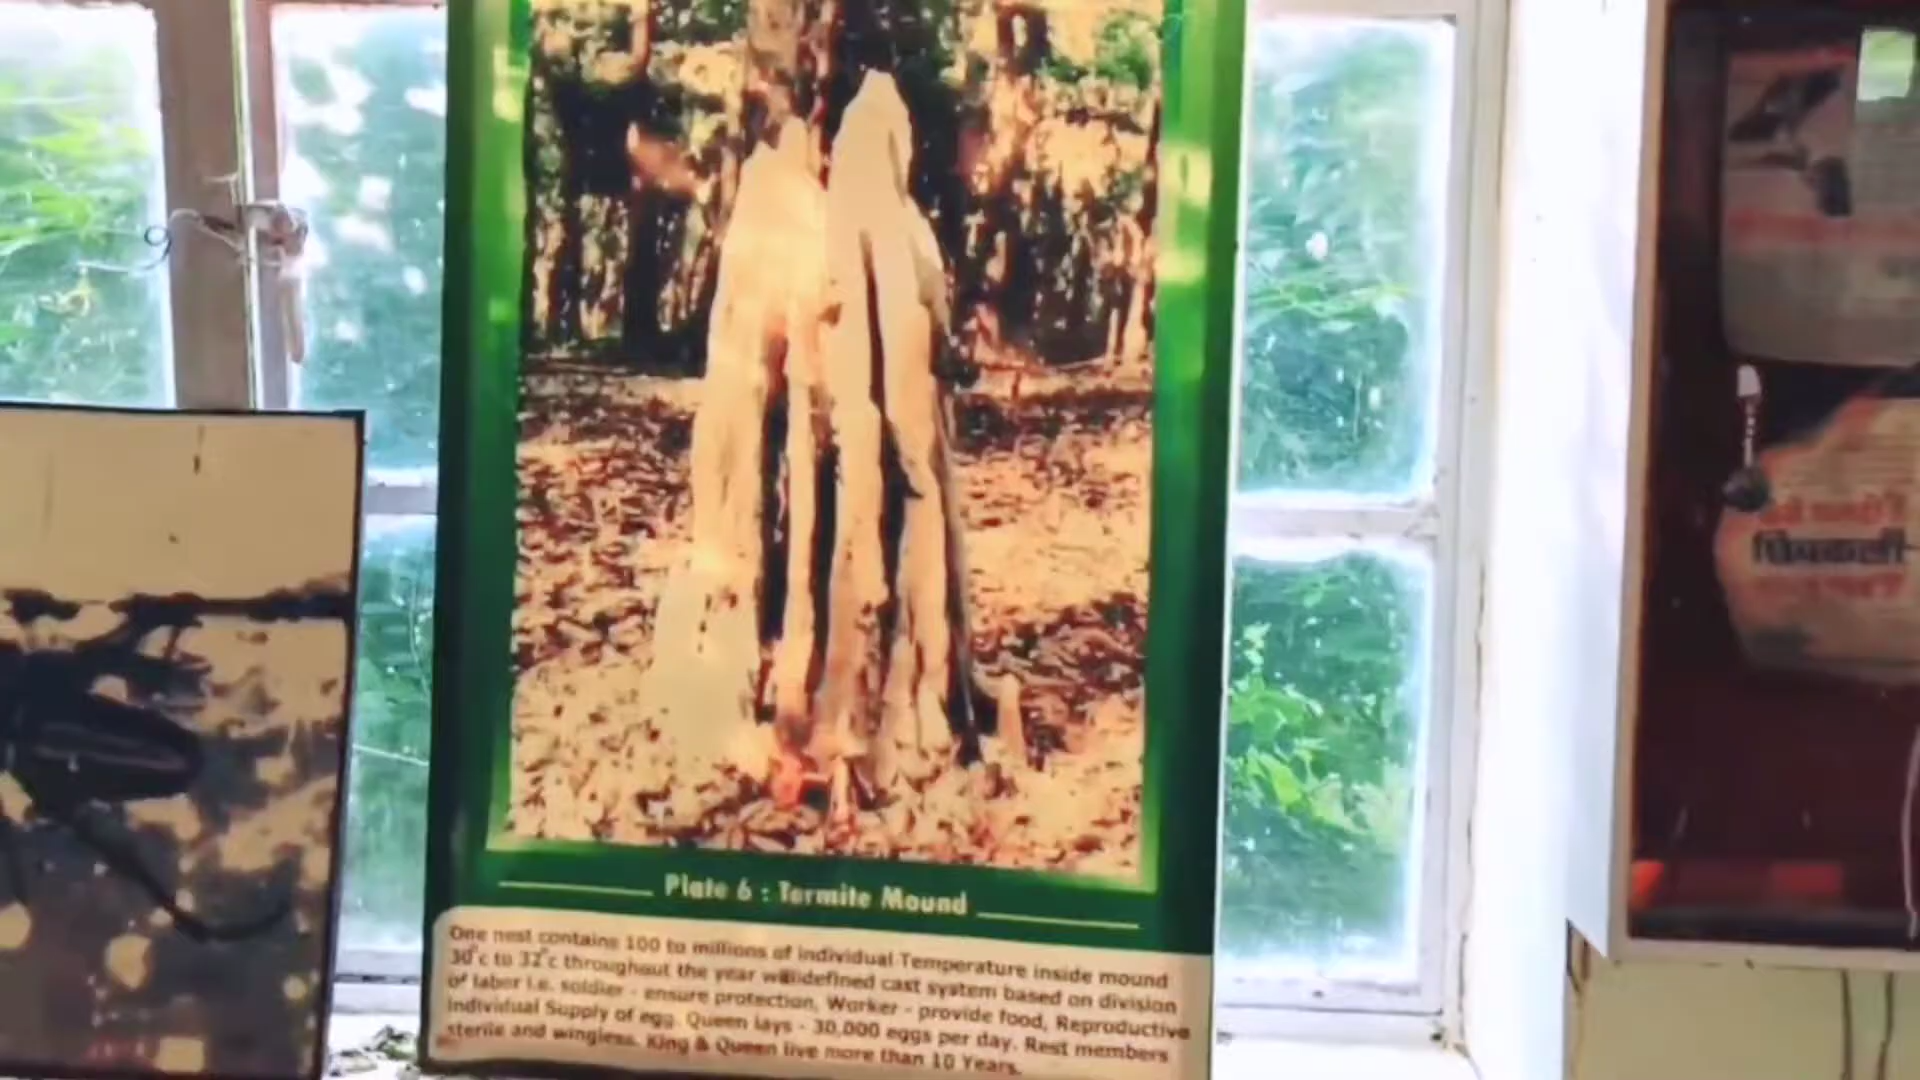 Plate 6 : Termite Mound
One nest contains 100 to millions of individual Temperature inside mound
30°c to 32°c throughout the year welldefined cast system based on division
of labor i.e. soldier - ensure protection, Worker - provide food, Reproductive
individual Supply of egg. Queen lays - 30,000 eggs per day. Rest members
sterile and wingless. King & Queen live more than 10 Years.
छिपकली